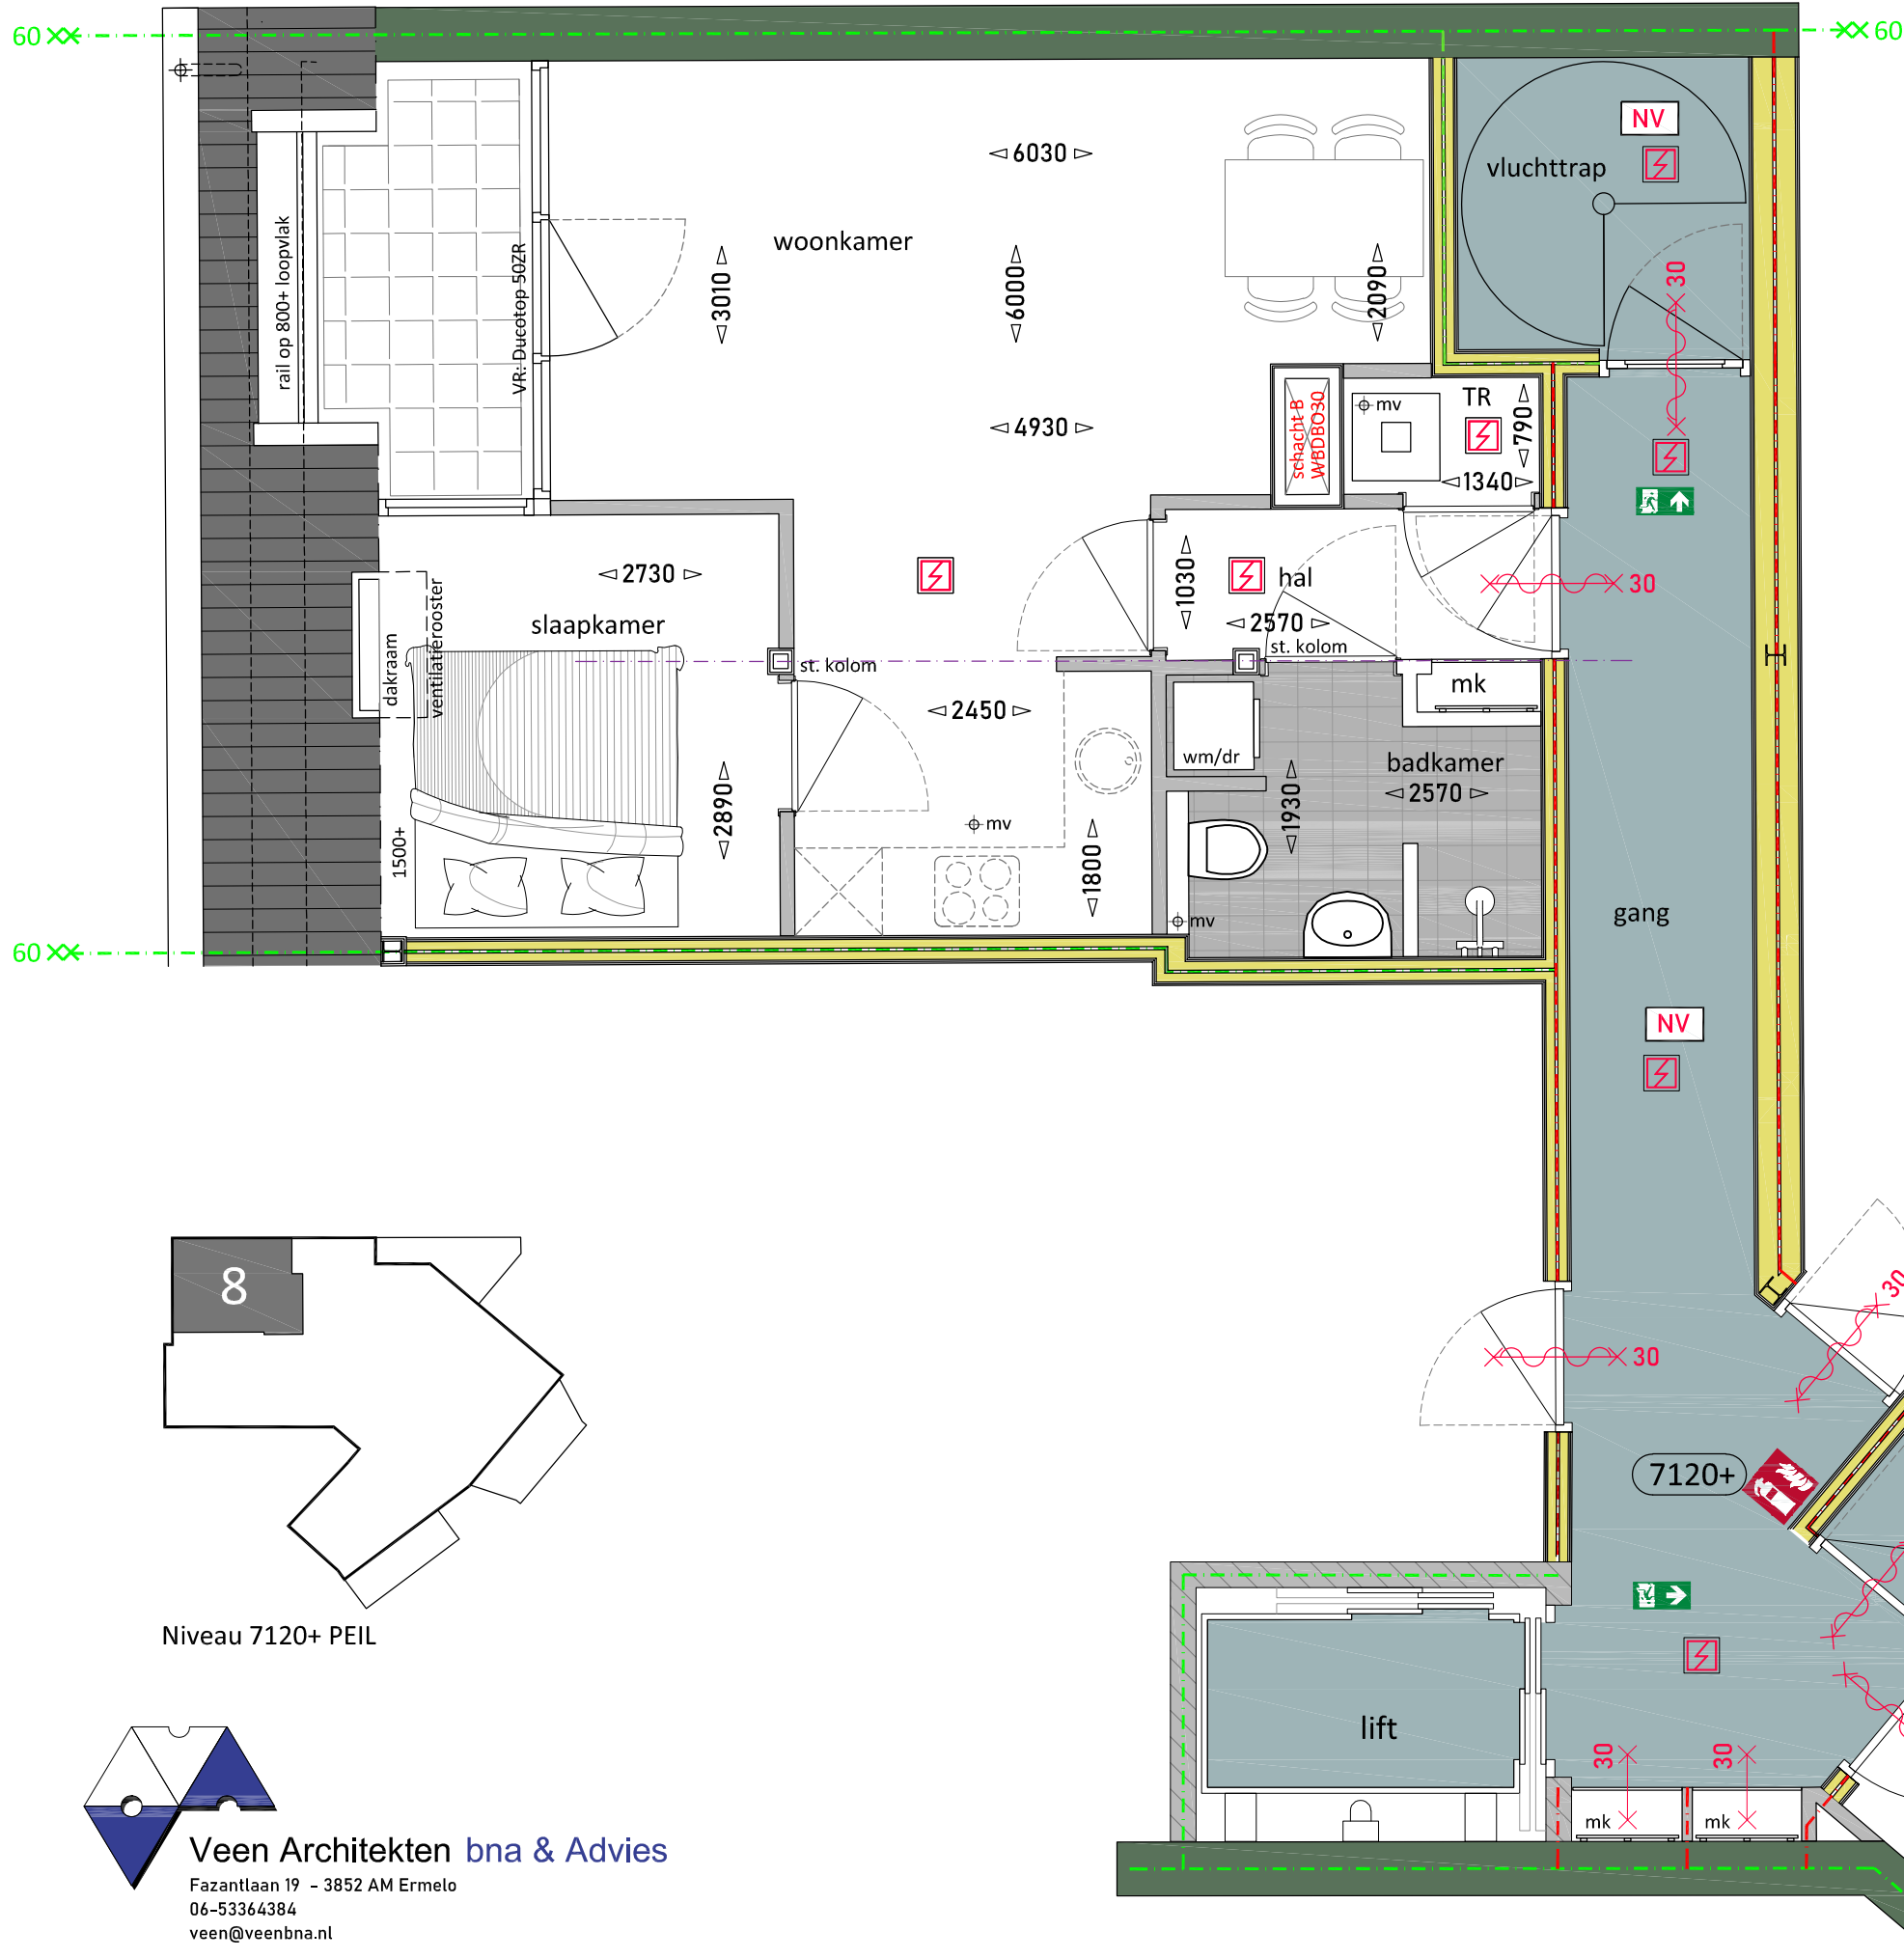 60
60
NV
vluchttrap
6030
woonkamer
rail op 800+ loopvlak
VR: Ducotop 50ZR
3010
6000
2090
30
4930
schacht B
WBDBO30
mv
TR
790
1340
2730
slaapkamer
dakraam
ventilatierooster
1030
hal
2570
st. kolom
30
st. kolom
mk
2450
wm/dr
badkamer
2570
2890
1930
1500+
mv
1800
mv
gang
60
NV
8
30
30
7120+
Niveau 7120+ PEIL
lift
30
30
mk
mk
Veen Architekten bna & Advies
Fazantlaan 19 - 3852 AM Ermelo
06-53364384
veen@veenbna.nl